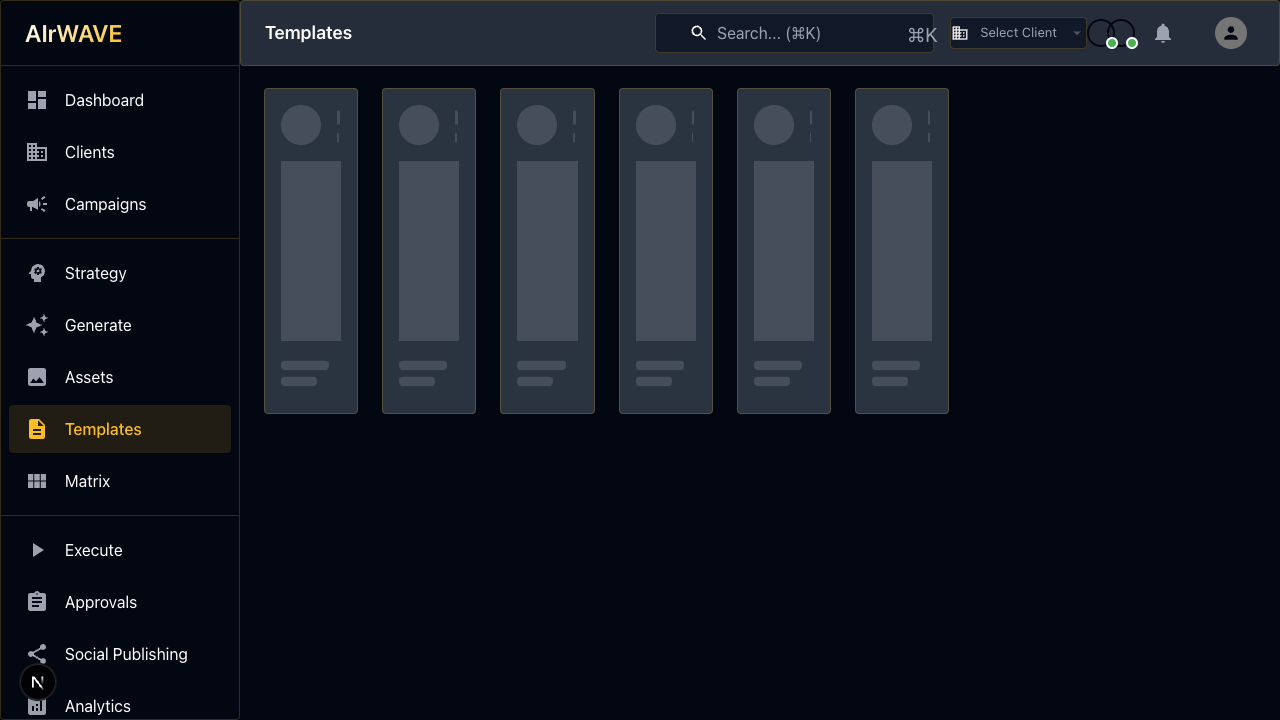 AIrWAVE
Templates
Search... (⌘K)
⌘K
Select Client
Dashboard
Clients
Campaigns
Strategy
Generate
Assets
Templates
Matrix
Execute
Approvals
Social Publishing
N
Analytics